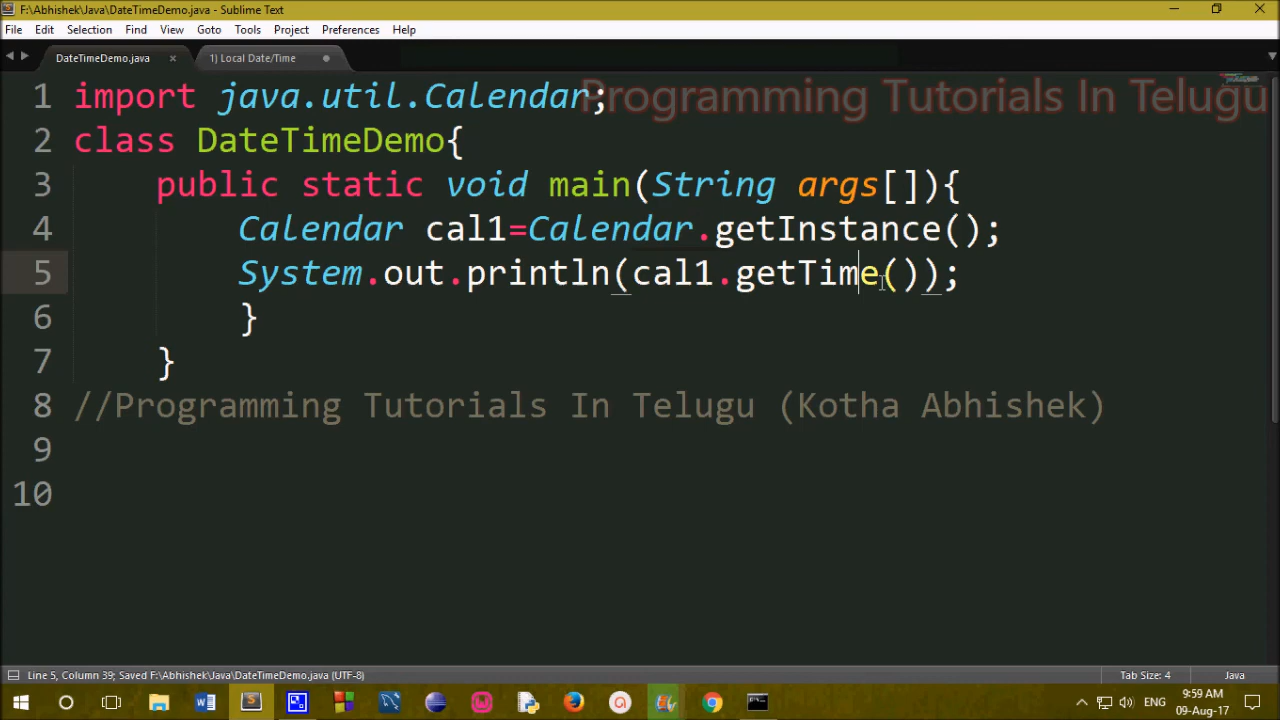 F:\Abhishek\Java\DateTimeDemo.java - Sublime Text
File Edit Selection Find View Goto Tools Project Preferences Help
DateTimeDemo.java 1) Local Date/Time
Programming Tutorials In Telugu
1 import java.util.Calendar;
2 class DateTimeDemo{
3 public static void main(String args[]){
4 Calendar cal1=Calendar.getInstance();
5 System.out.println(cal1.getTime());
6 }
7 }
8 //Programming Tutorials In Telugu (Kotha Abhishek)
9
10
Line 5, Column 39; Saved F:\Abhishek\Java\DateTimeDemo.java (UTF-8) Tab Size: 4 Java
ENG 9:59 AM
09-Aug-17